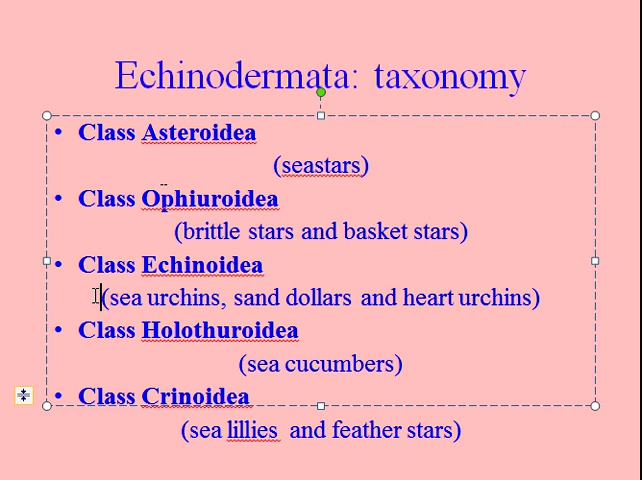 Echinodermata: taxonomy
• Class Asteroidea
(seastars)
• Class Ophiuroidea
(brittle stars and basket stars)
• Class Echinoidea
(sea urchins, sand dollars and heart urchins)
• Class Holothuroidea
(sea cucumbers)
• Class Crinoidea
(sea lillies and feather stars)